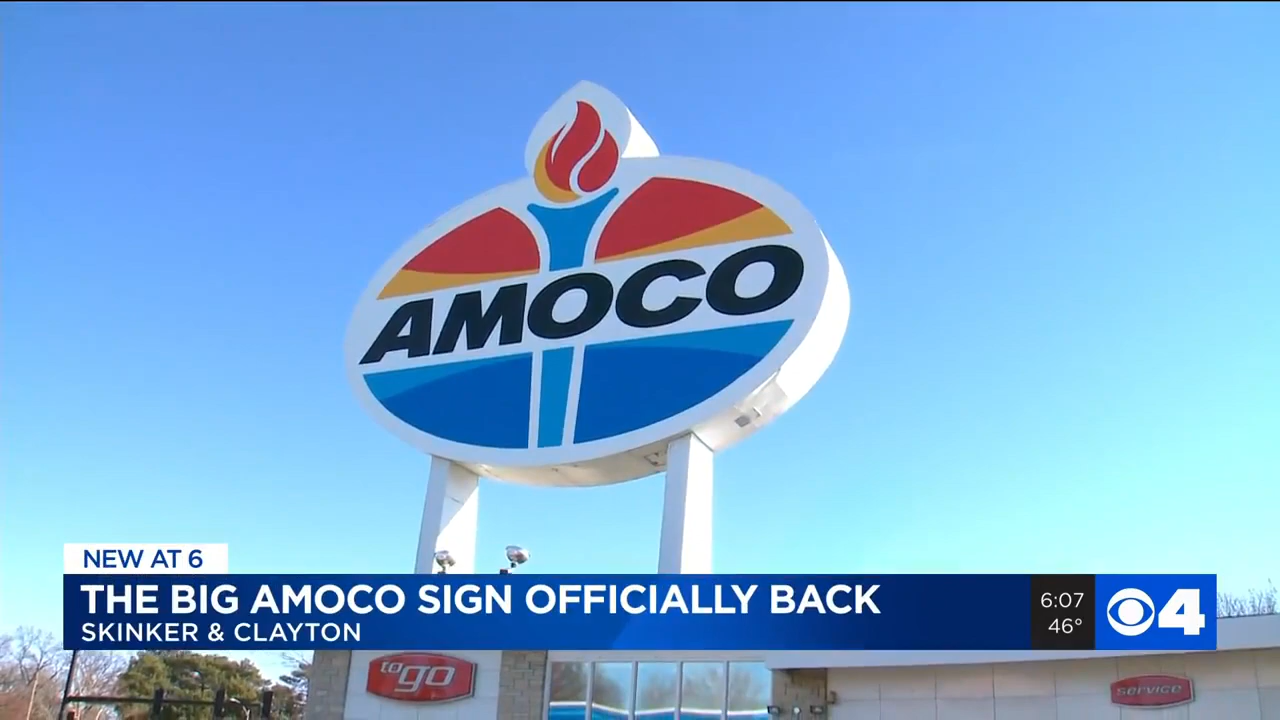 AMOCO
NEW AT 6
THE BIG AMOCO SIGN OFFICIALLY BACK
SKINKER & CLAYTON
6:07
46°
4
to go
service